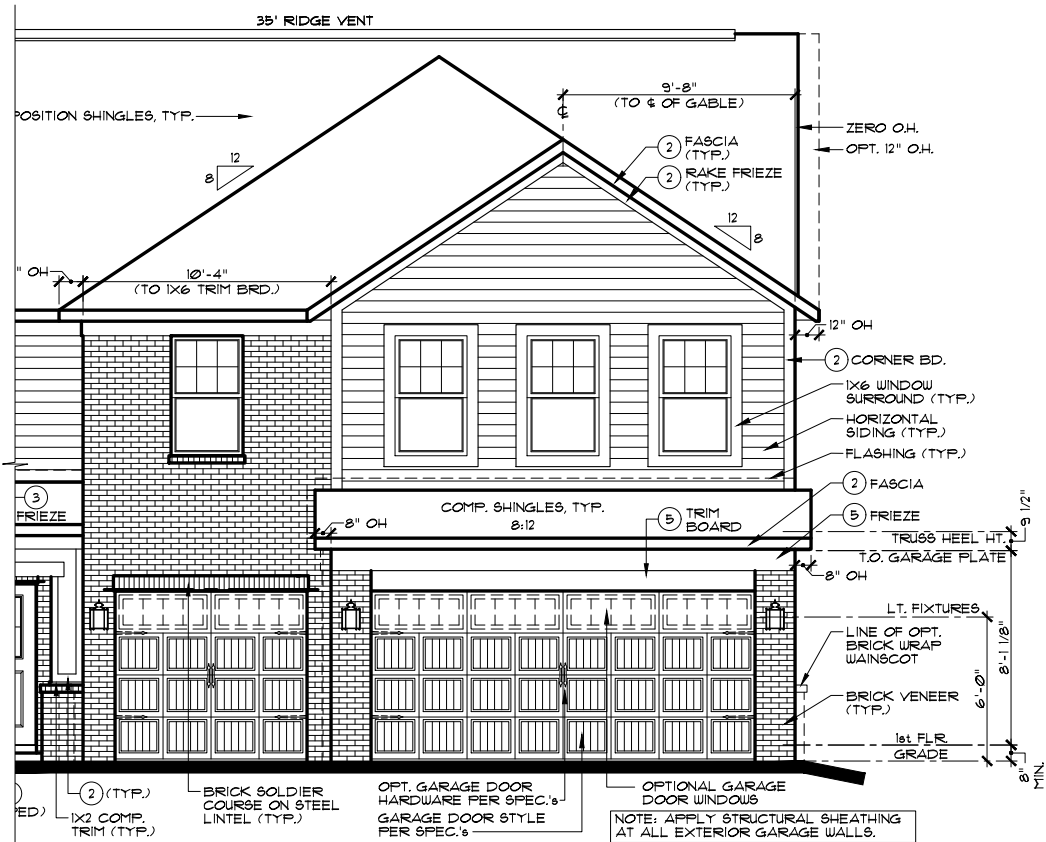 35' RIDGE VENT
9'-8"
(TO ℄ OF GABLE)
℄
POSITION SHINGLES, TYP.
ZERO O.H.
OPT. 12" O.H.
2 FASCIA
(TYP.)
2 RAKE FRIEZE
(TYP.)
12
8
12
8
" OH
10'-4"
(TO 1X6 TRIM BRD.)
12" OH
2 CORNER BD.
1X6 WINDOW
SURROUND (TYP.)
HORIZONTAL
SIDING (TYP.)
FLASHING (TYP.)
2 FASCIA
3
FRIEZE
COMP. SHINGLES, TYP.
8:12
8" OH
5 TRIM
BOARD
5 FRIEZE
9 1/2"
TRUSS HEEL HT.
T.O. GARAGE PLATE
8" OH
LT. FIXTURES
LINE OF OPT.
BRICK WRAP
WAINSCOT
8'-1 1/8"
6'-0"
BRICK VENEER
(TYP.)
1st FLR.
GRADE
8"
MIN.
2 (TYP.)
PED)
1X2 COMP.
TRIM (TYP.)
BRICK SOLDIER
COURSE ON STEEL
LINTEL (TYP.)
OPT. GARAGE DOOR
HARDWARE PER SPEC.'s
GARAGE DOOR STYLE
PER SPEC.'s
OPTIONAL GARAGE
DOOR WINDOWS
NOTE: APPLY STRUCTURAL SHEATHING
AT ALL EXTERIOR GARAGE WALLS.